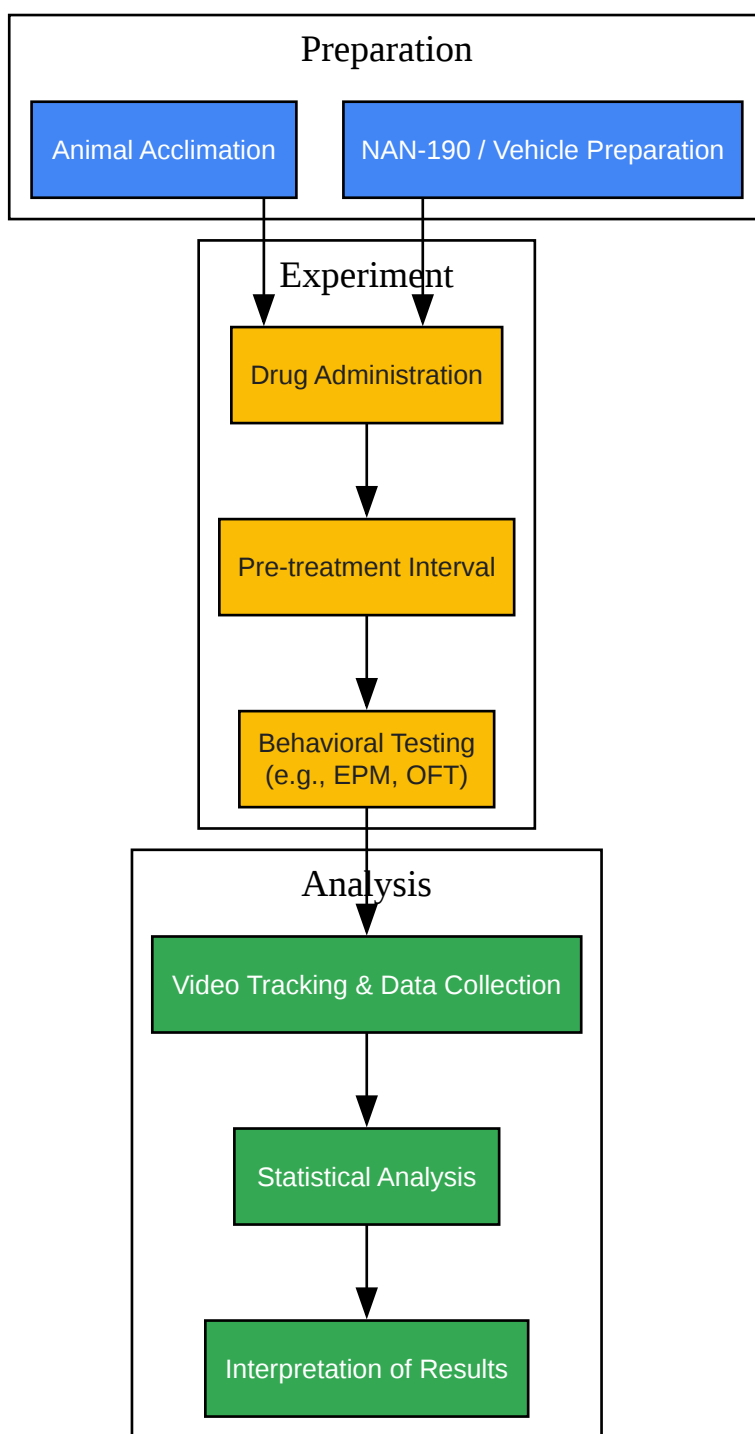 Preparation
Animal Acclimation
NAN-190 / Vehicle Preparation
Experiment
Drug Administration
Pre-treatment Interval
Behavioral Testing
(e.g., EPM, OFT)
Analysis
Video Tracking & Data Collection
Statistical Analysis
Interpretation of Results